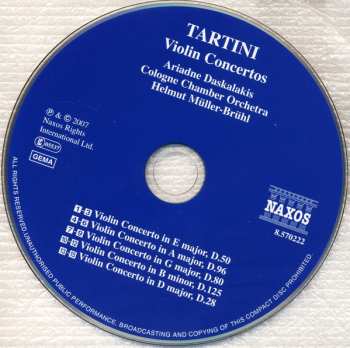 TARTINI
Violin Concertos
Ariadne Daskalakis
Cologne Chamber Orchetra
Helmut Müller-Brühl
℗ & © 2007
Naxos Rights
International Ltd.
GEMA
NAXOS
8.570222
1-3 Violin Concerto in E major, D.50
4-6 Violin Concerto in A major, D.96
7-9 Violin Concerto in G major, D.80
10-12 Violin Concerto in B minor, D.125
13-15 Violin Concerto in D major, D.28
ALL RIGHTS RESERVED. UNAUTHORISED PUBLIC PERFORMANCE, BROADCASTING AND COPYING OF THIS COMPACT DISC PROHIBITED.